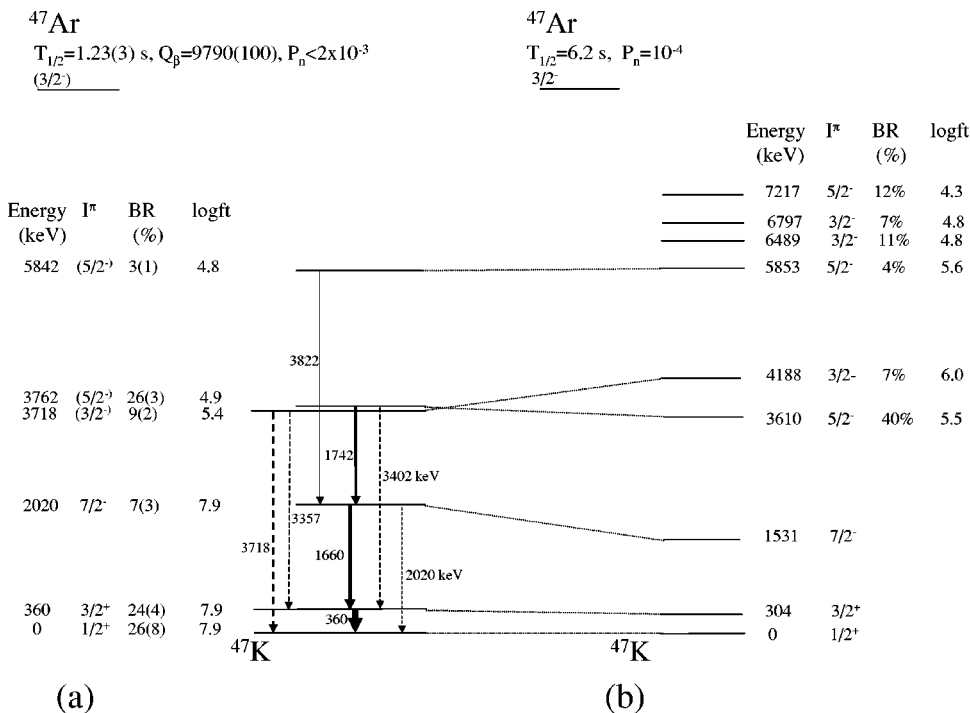 ⁴⁷Ar
T₁/₂=1.23(3) s, Qβ=9790(100), Pₙ<2x10⁻³
(3/2⁻)
Energy Iᵖ BR logft
(keV) (%)
5842 (5/2⁻) 3(1) 4.8
3762 (5/2⁻) 26(3) 4.9
3718 (3/2⁻) 9(2) 5.4
2020 7/2⁻ 7(3) 7.9
360 3/2⁺ 24(4) 7.9
0 1/2⁺ 26(8) 7.9
3822
1742
3402 keV
3357
3718
1660
2020 keV
360
⁴⁷K
(a)
⁴⁷Ar
T₁/₂=6.2 s, Pₙ=10⁻⁴
3/2⁻
Energy Iᵖ BR logft
(keV) (%)
7217 5/2⁻ 12% 4.3
6797 3/2⁻ 7% 4.8
6489 3/2⁻ 11% 4.8
5853 5/2⁻ 4% 5.6
4188 3/2- 7% 6.0
3610 5/2⁻ 40% 5.5
1531 7/2⁻
304 3/2⁺
0 1/2⁺
⁴⁷K
(b)